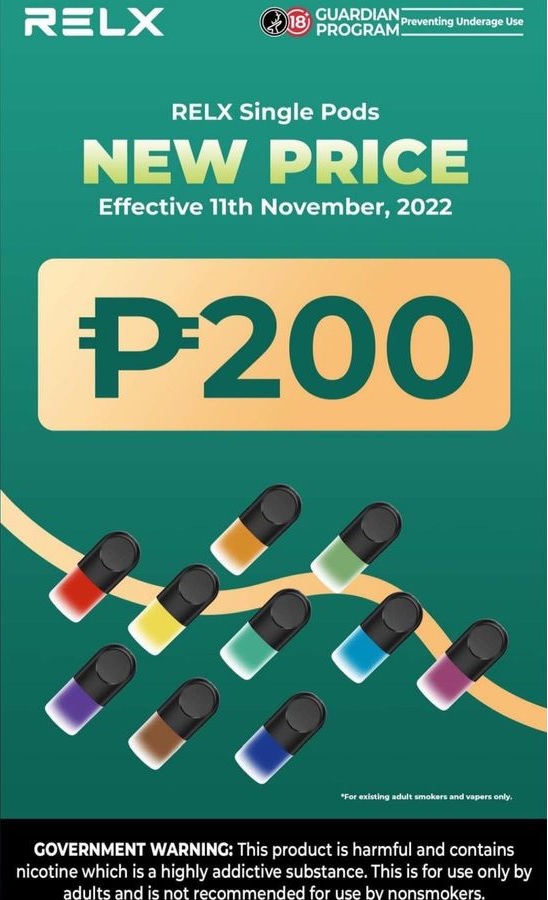 RELX
18+ GUARDIAN PROGRAM Preventing Underage Use
RELX Single Pods
NEW PRICE
Effective 11th November, 2022
₱200
*For existing adult smokers and vapers only.
GOVERNMENT WARNING: This product is harmful and contains
nicotine which is a highly addictive substance. This is for use only by
adults and is not recommended for use by nonsmokers.